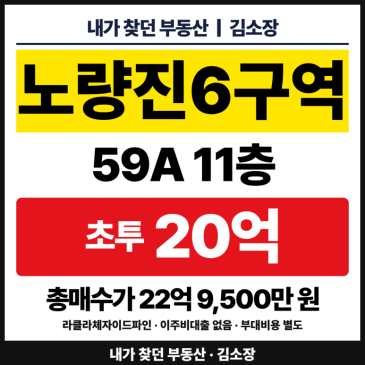 내가 찾던 부동산 | 김소장
노량진6구역
59A 11층
초투 20억
총매수가 22억 9,500만 원
라클라체자이드파인 · 이주비대출 없음 · 부대비용 별도
내가 찾던 부동산 · 김소장